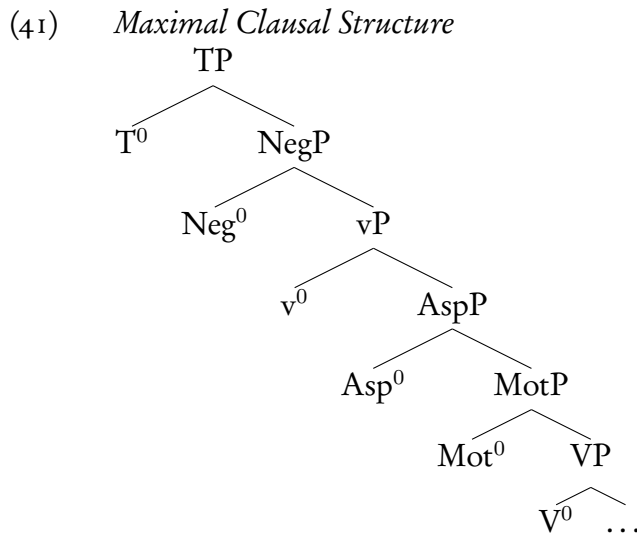 (41) Maximal Clausal Structure
TP
T⁰ NegP
Neg⁰ vP
v⁰ AspP
Asp⁰ MotP
Mot⁰ VP
V⁰ ...